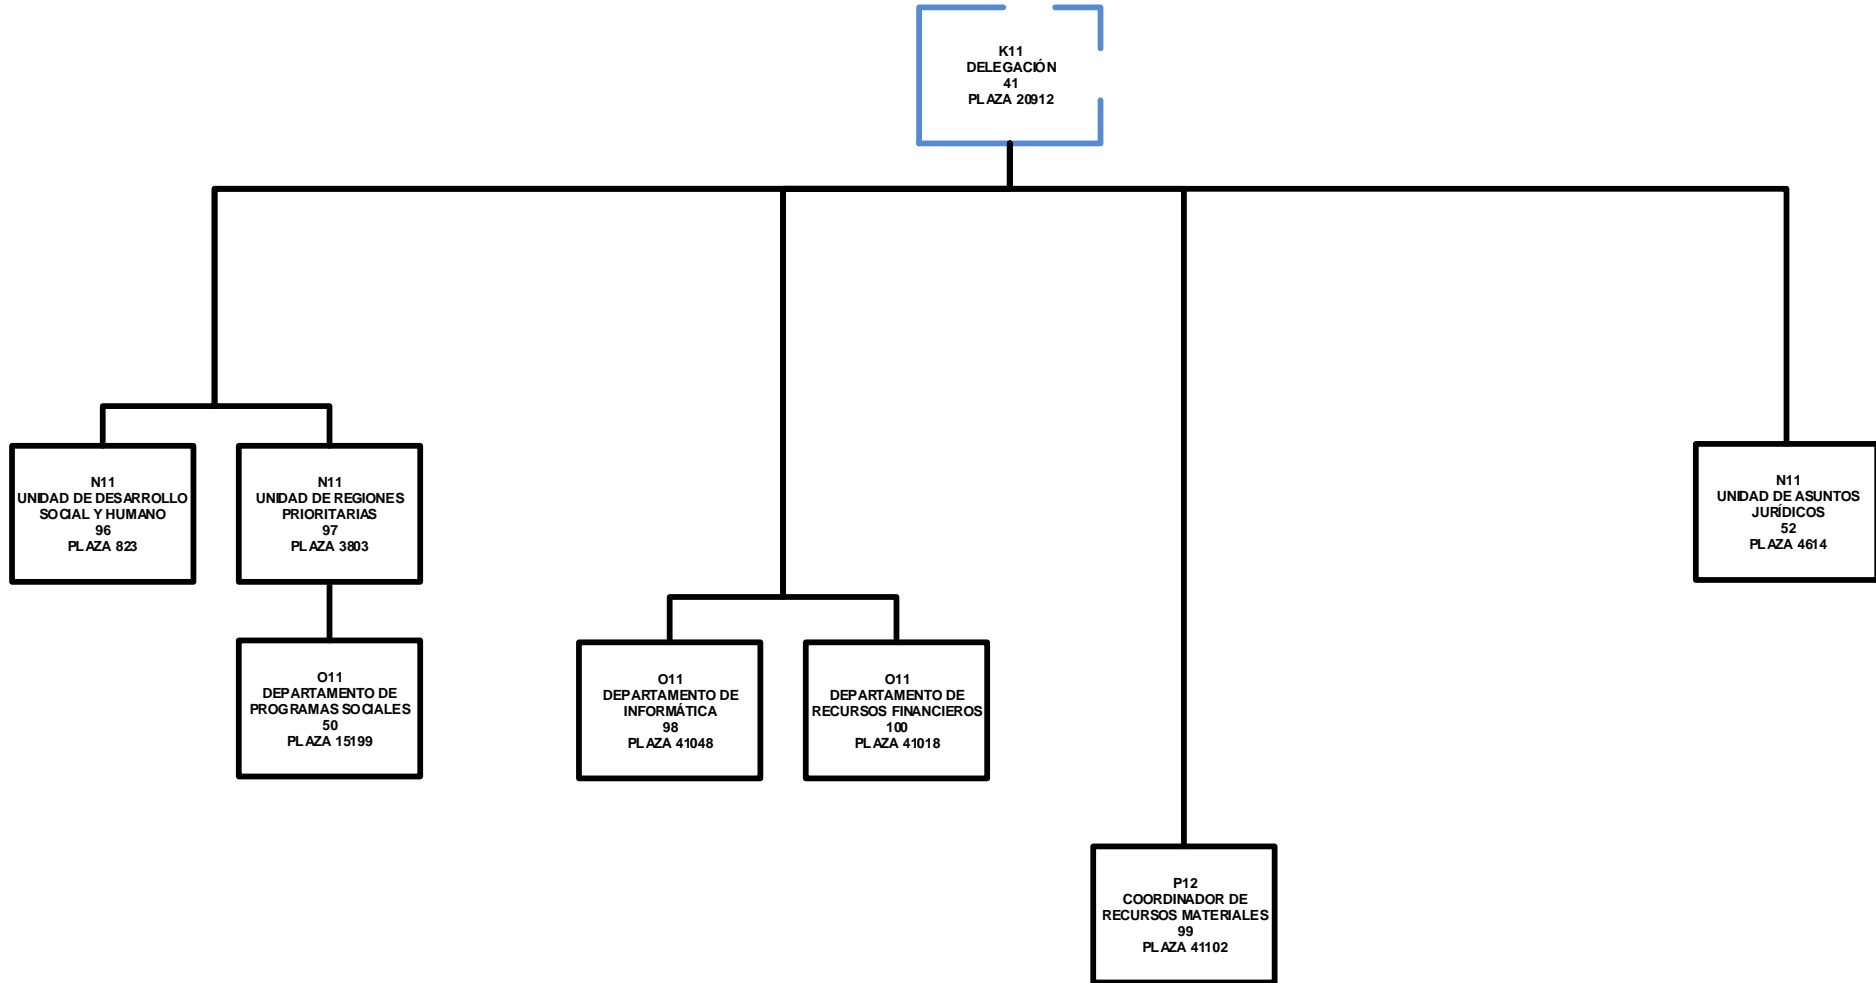 K11
DELEGACIÓN
41
PLAZA 20912
N11
UNIDAD DE DESARROLLO
SOCIAL Y HUMANO
96
PLAZA 823
N11
UNIDAD DE REGIONES
PRIORITARIAS
97
PLAZA 3803
N11
UNIDAD DE ASUNTOS
JURÍDICOS
52
PLAZA 4614
O11
DEPARTAMENTO DE
PROGRAMAS SOCIALES
50
PLAZA 15199
O11
DEPARTAMENTO DE
INFORMÁTICA
98
PLAZA 41048
O11
DEPARTAMENTO DE
RECURSOS FINANCIEROS
100
PLAZA 41018
P12
COORDINADOR DE
RECURSOS MATERIALES
99
PLAZA 41102